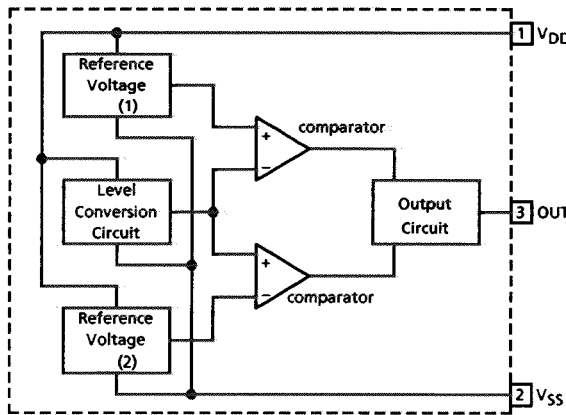 1 VDD
Reference
Voltage
(1)
comparator
+
−
Level
Conversion
Circuit
Output
Circuit
3 OUT
+
−
comparator
Reference
Voltage
(2)
2 VSS